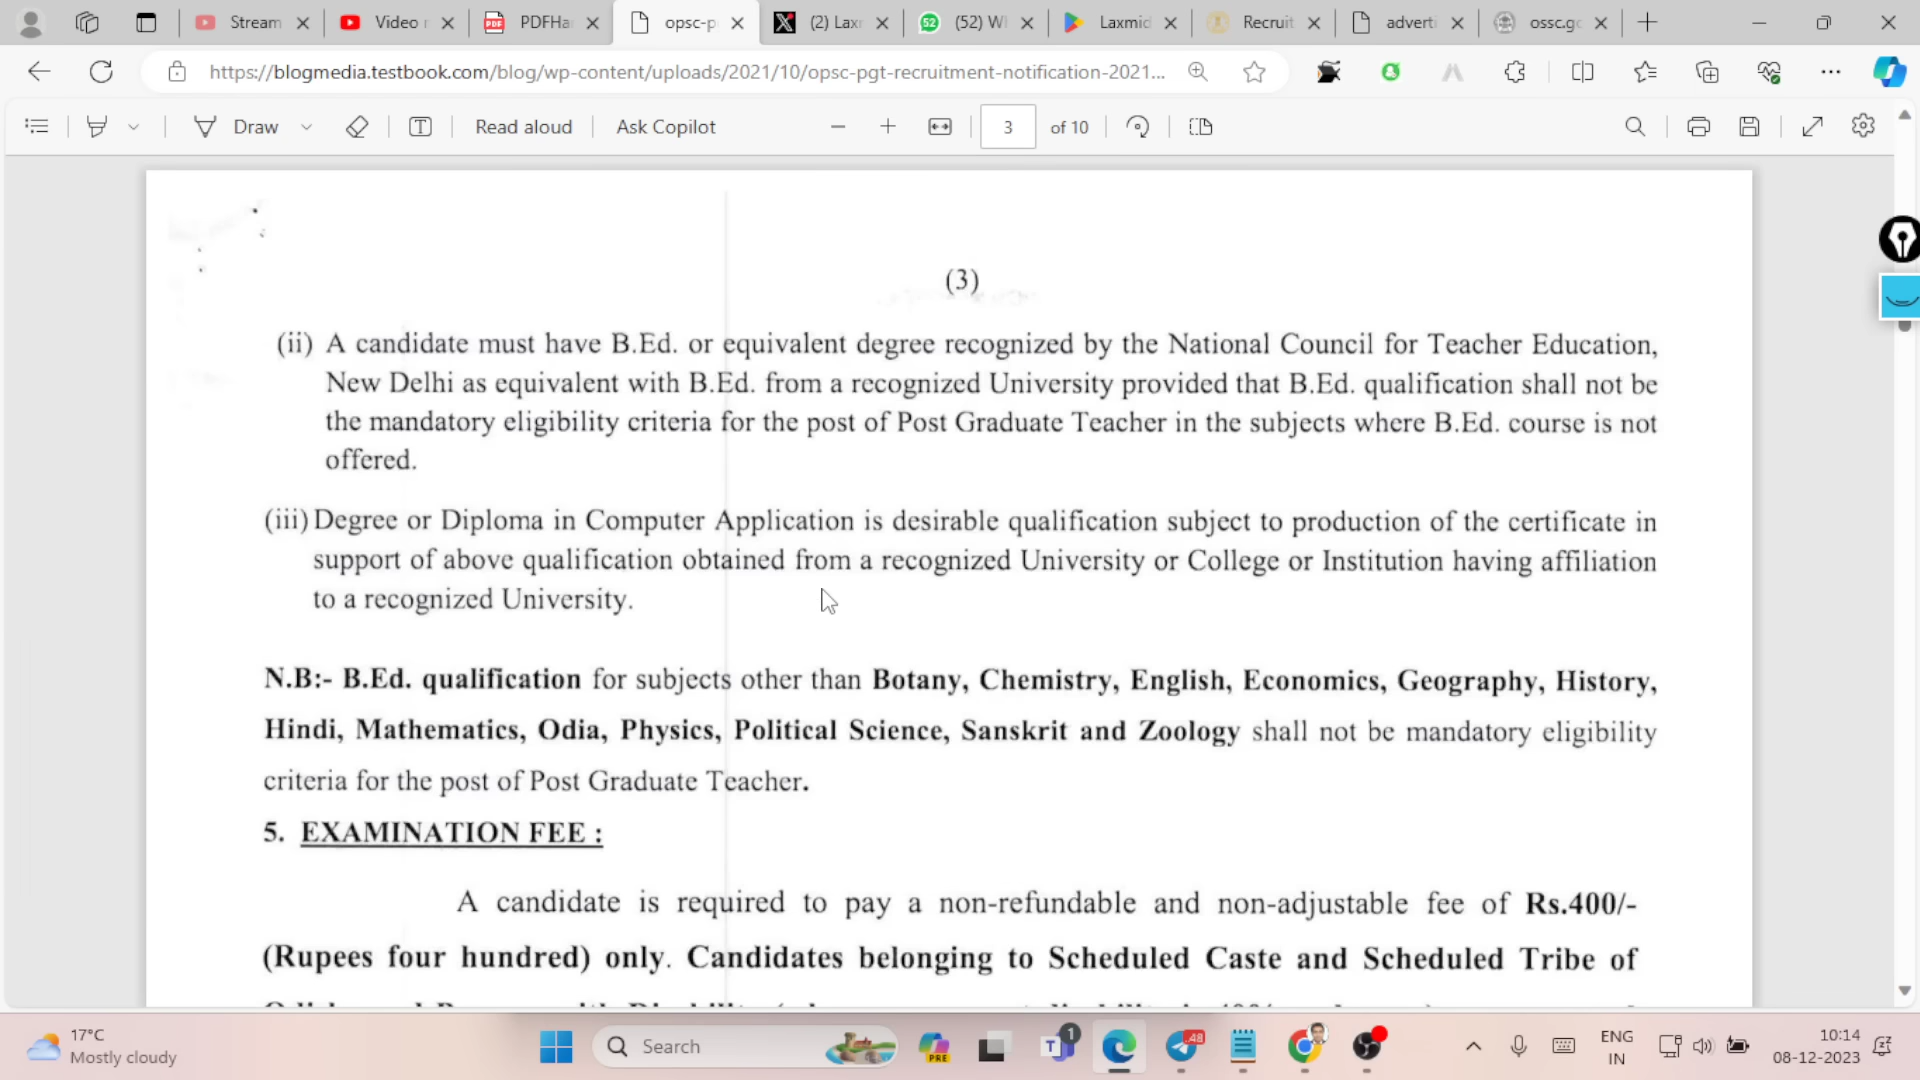 Stream
Video
PDFHa
opsc-p
(2) Lax
(52) W
Laxmid
Recruit
adverti
ossc.go
https://blogmedia.testbook.com/blog/wp-content/uploads/2021/10/opsc-pgt-recruitment-notification-2021...
Draw
Read aloud
Ask Copilot
3
of 10
(3)
(ii) A candidate must have B.Ed. or equivalent degree recognized by the National Council for Teacher Education,
New Delhi as equivalent with B.Ed. from a recognized University provided that B.Ed. qualification shall not be
the mandatory eligibility criteria for the post of Post Graduate Teacher in the subjects where B.Ed. course is not
offered.
(iii) Degree or Diploma in Computer Application is desirable qualification subject to production of the certificate in
support of above qualification obtained from a recognized University or College or Institution having affiliation
to a recognized University.
N.B:- B.Ed. qualification for subjects other than Botany, Chemistry, English, Economics, Geography, History,
Hindi, Mathematics, Odia, Physics, Political Science, Sanskrit and Zoology shall not be mandatory eligibility
criteria for the post of Post Graduate Teacher.
5. EXAMINATION FEE :
A candidate is required to pay a non-refundable and non-adjustable fee of Rs.400/-
(Rupees four hundred) only. Candidates belonging to Scheduled Caste and Scheduled Tribe of
17°C
Mostly cloudy
Search
PRE
1
48
ENG
IN
10:14
08-12-2023